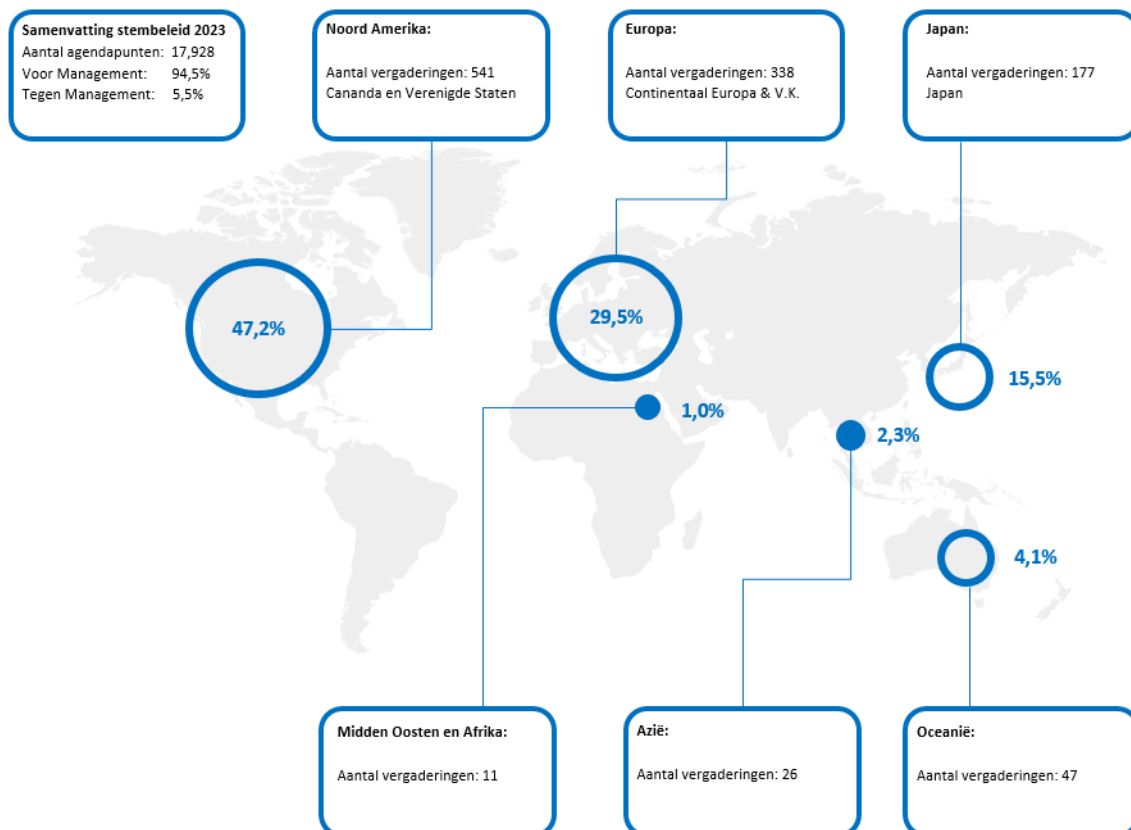 Samenvatting stembeleid 2023
Aantal agendapunten: 17,928
Voor Management: 94,5%
Tegen Management: 5,5%
Noord Amerika:
Aantal vergaderingen: 541
Cananda en Verenigde Staten
Europa:
Aantal vergaderingen: 338
Continentaal Europa & V.K.
Japan:
Aantal vergaderingen: 177
Japan
47,2%
29,5%
15,5%
1,0%
2,3%
4,1%
Midden Oosten en Afrika:
Aantal vergaderingen: 11
Azië:
Aantal vergaderingen: 26
Oceanië:
Aantal vergaderingen: 47